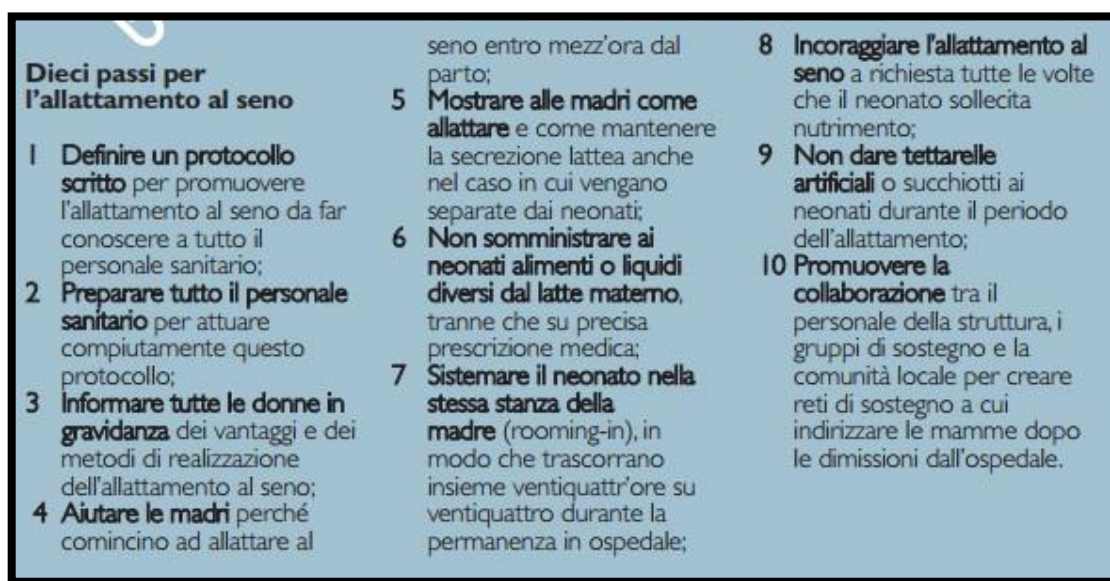 Dieci passi per
l'allattamento al seno
1 Definire un protocollo
scritto per promuovere
l'allattamento al seno da far
conoscere a tutto il
personale sanitario;
2 Preparare tutto il personale
sanitario per attuare
compiutamente questo
protocollo;
3 Informare tutte le donne in
gravidanza dei vantaggi e dei
metodi di realizzazione
dell'allattamento al seno;
4 Aiutare le madri perché
comincino ad allattare al
seno entro mezz'ora dal
parto;
5 Mostrare alle madri come
allattare e come mantenere
la secrezione lattea anche
nel caso in cui vengano
separate dai neonati;
6 Non somministrare ai
neonati alimenti o liquidi
diversi dal latte materno,
tranne che su precisa
prescrizione medica;
7 Sistemare il neonato nella
stessa stanza della
madre (rooming-in), in
modo che trascorrano
insieme ventiquattr'ore su
ventiquattro durante la
permanenza in ospedale;
8 Incoraggiare l'allattamento al
seno a richiesta tutte le volte
che il neonato sollecita
nutrimento;
9 Non dare tettarelle
artificiali o succhiotti ai
neonati durante il periodo
dell'allattamento;
10 Promuovere la
collaborazione tra il
personale della struttura, i
gruppi di sostegno e la
comunità locale per creare
reti di sostegno a cui
indirizzare le mamme dopo
le dimissioni dall'ospedale.